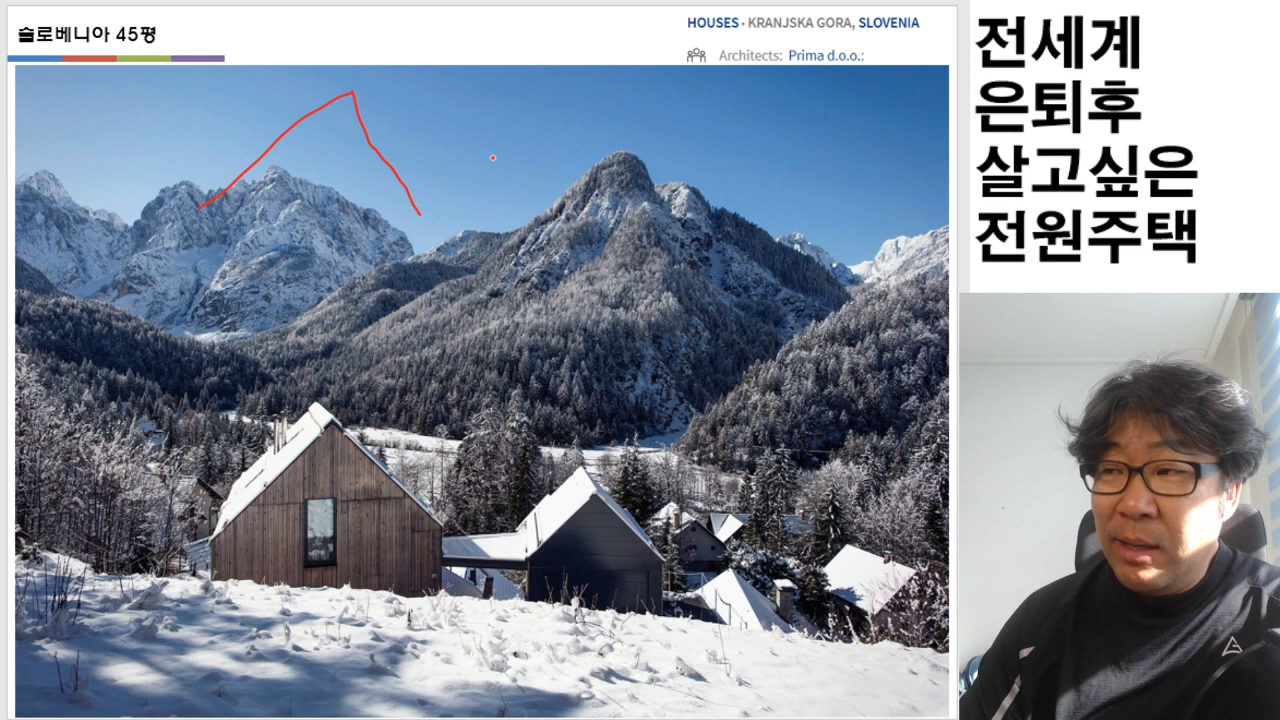 슬로베니아 45평
HOUSES · KRANJSKA GORA, SLOVENIA
Architects: Prima d.o.o.:
전세계
은퇴후
살고싶은
전원주택